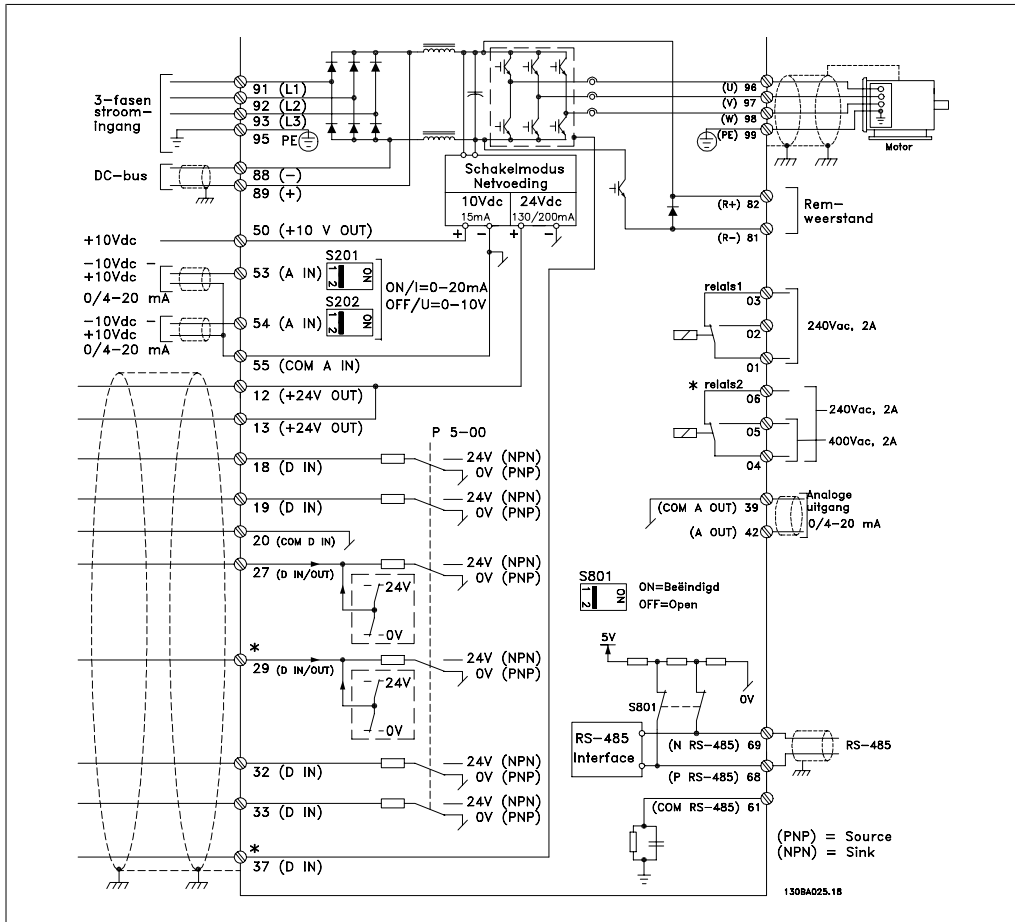 3-fasen
stroom-
ingang
91 (L1)
92 (L2)
93 (L3)
95 PE
DC-bus
88 (-)
89 (+)
+10Vdc
50 (+10 V OUT)
-10Vdc -
+10Vdc
0/4-20 mA
53 (A IN)
S201
ON
1 2
ON/I=0-20mA
OFF/U=0-10V
-10Vdc -
+10Vdc
0/4-20 mA
54 (A IN)
S202
ON
1 2
55 (COM A IN)
12 (+24V OUT)
13 (+24V OUT)
P 5-00
18 (D IN)
24V (NPN)
0V (PNP)
19 (D IN)
24V (NPN)
0V (PNP)
20 (COM D IN)
27 (D IN/OUT)
24V (NPN)
0V (PNP)
24V
0V
*
29 (D IN/OUT)
24V (NPN)
0V (PNP)
24V
0V
32 (D IN)
24V (NPN)
0V (PNP)
33 (D IN)
24V (NPN)
0V (PNP)
*
37 (D IN)
Schakelmodus
Netvoeding
10Vdc
15mA
24Vdc
130/200mA
+ - + -
(U) 96
(V) 97
(W) 98
(PE) 99
Motor
(R+) 82
(R-) 81
Rem-
weerstand
relais1
03
02
01
240Vac, 2A
* relais2
06
05
04
240Vac, 2A
400Vac, 2A
(COM A OUT) 39
(A OUT) 42
Analoge
uitgang
0/4-20 mA
S801
ON
1 2
ON=Beëindigd
OFF=Open
5V
0V
S801
RS-485
Interface
(N RS-485) 69
(P RS-485) 68
(COM RS-485) 61
RS-485
(PNP) = Source
(NPN) = Sink
130BA025.18